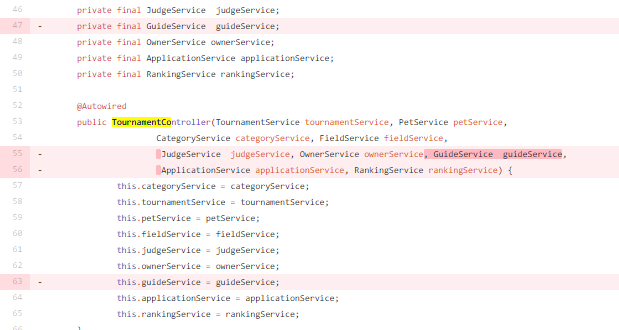 46 private final JudgeService  judgeService;
47 - private final GuideService  guideService;
48 private final OwnerService ownerService;
49 private final ApplicationService applicationService;
50 private final RankingService rankingService;
51
52 @Autowired
53 public TournamentController(TournamentService tournamentService, PetService petService,
54 CategoryService categoryService, FieldService fieldService,
55 - JudgeService  judgeService, OwnerService ownerService, GuideService  guideService,
56 - ApplicationService applicationService, RankingService rankingService) {
57 this.categoryService = categoryService;
58 this.tournamentService = tournamentService;
59 this.petService = petService;
60 this.fieldService = fieldService;
61 this.judgeService = judgeService;
62 this.ownerService = ownerService;
63 - this.guideService = guideService;
64 this.applicationService = applicationService;
65 this.rankingService = rankingService;